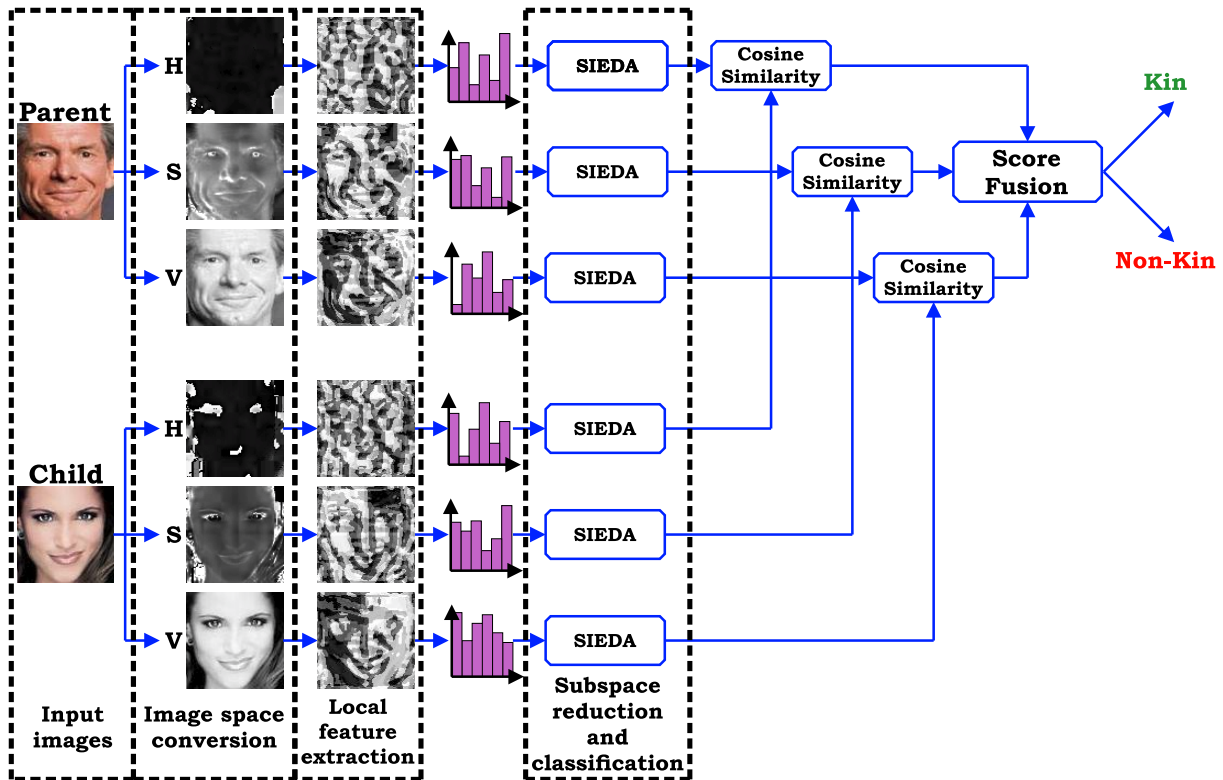 Parent
H
S
V
SIEDA
SIEDA
SIEDA
Cosine
Similarity
Cosine
Similarity
Cosine
Similarity
Score
Fusion
Kin
Non-Kin
Child
H
S
V
SIEDA
SIEDA
SIEDA
Input
images
Image space
conversion
Local
feature
extraction
Subspace
reduction
and
classification